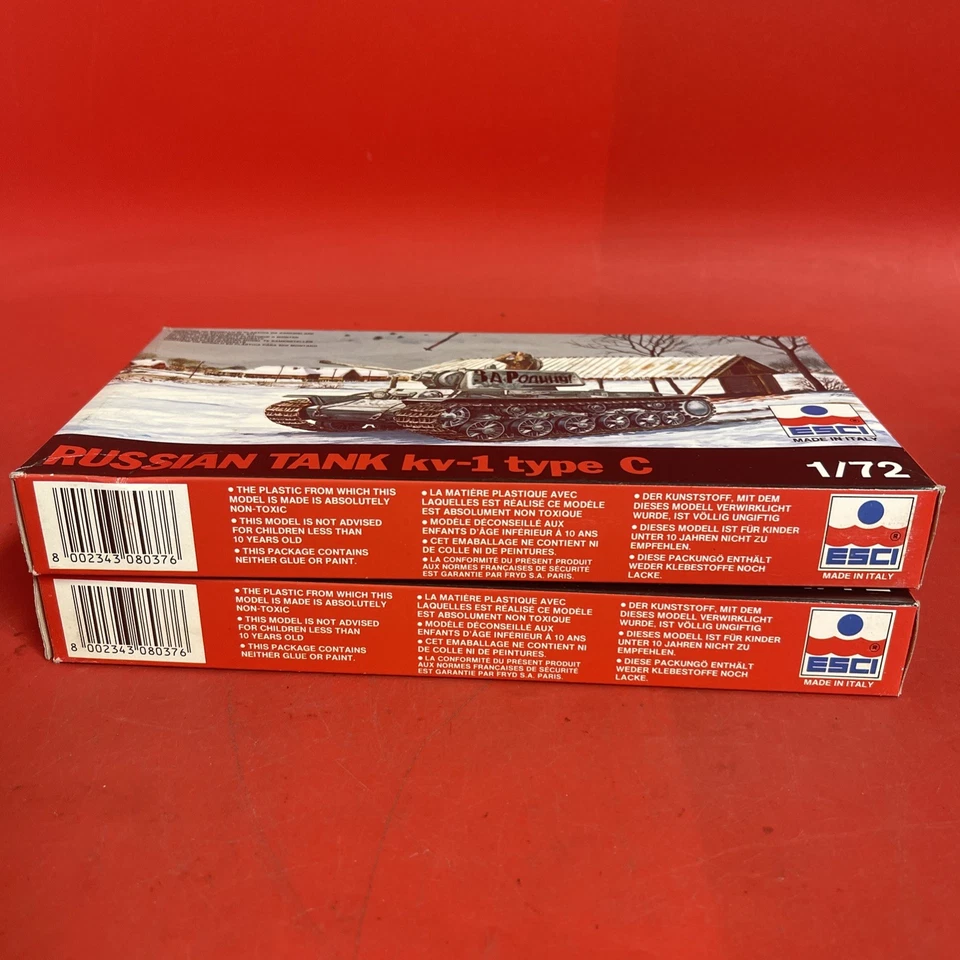 ЗА РОДИНУ!
ESCI
MADE IN ITALY
RUSSIAN TANK kv-1 type C
1/72
8 002343 080376
• THE PLASTIC FROM WHICH THIS
MODEL IS MADE IS ABSOLUTELY
NON-TOXIC
• THIS MODEL IS NOT ADVISED
FOR CHILDREN LESS THAN
10 YEARS OLD
• THIS PACKAGE CONTAINS
NEITHER GLUE OR PAINT.
• LA MATIÈRE PLASTIQUE AVEC
LAQUELLES EST RÉALISÉ CE MODÈLE
EST ABSOLUMENT NON TOXIQUE
• MODÈLE DÉCONSEILLÉ AUX
ENFANTS D'ÂGE INFÉRIEUR À 10 ANS
• CET EMBALLAGE NE CONTIENT NI
DE COLLE NI DE PEINTURES.
• LA CONFORMITÉ DU PRÉSENT PRODUIT
AUX NORMES FRANÇAISES DE SÉCURITÉ
EST GARANTIE PAR FRYD S.A. PARIS.
• DER KUNSTSTOFF, MIT DEM
DIESES MODELL VERWIRKLICHT
WURDE, IST VÖLLIG UNGIFTIG
• DIESES MODELL IST FÜR KINDER
UNTER 10 JAHREN NICHT ZU
EMPFEHLEN.
• DIESE PACKUNGÖ ENTHÄLT
WEDER KLEBESTOFFE NOCH
LACKE.
ESCI
®
MADE IN ITALY
8 002343 080376
• THE PLASTIC FROM WHICH THIS
MODEL IS MADE IS ABSOLUTELY
NON-TOXIC
• THIS MODEL IS NOT ADVISED
FOR CHILDREN LESS THAN
10 YEARS OLD
• THIS PACKAGE CONTAINS
NEITHER GLUE OR PAINT.
• LA MATIÈRE PLASTIQUE AVEC
LAQUELLES EST RÉALISÉ CE MODÈLE
EST ABSOLUMENT NON TOXIQUE
• MODÈLE DÉCONSEILLÉ AUX
ENFANTS D'ÂGE INFÉRIEUR À 10 ANS
• CET EMBALLAGE NE CONTIENT NI
DE COLLE NI DE PEINTURES.
• LA CONFORMITÉ DU PRÉSENT PRODUIT
AUX NORMES FRANÇAISES DE SÉCURITÉ
EST GARANTIE PAR FRYD S.A. PARIS.
• DER KUNSTSTOFF, MIT DEM
DIESES MODELL VERWIRKLICHT
WURDE, IST VÖLLIG UNGIFTIG
• DIESES MODELL IST FÜR KINDER
UNTER 10 JAHREN NICHT ZU
EMPFEHLEN.
• DIESE PACKUNGÖ ENTHÄLT
WEDER KLEBESTOFFE NOCH
LACKE.
ESCI
®
MADE IN ITALY